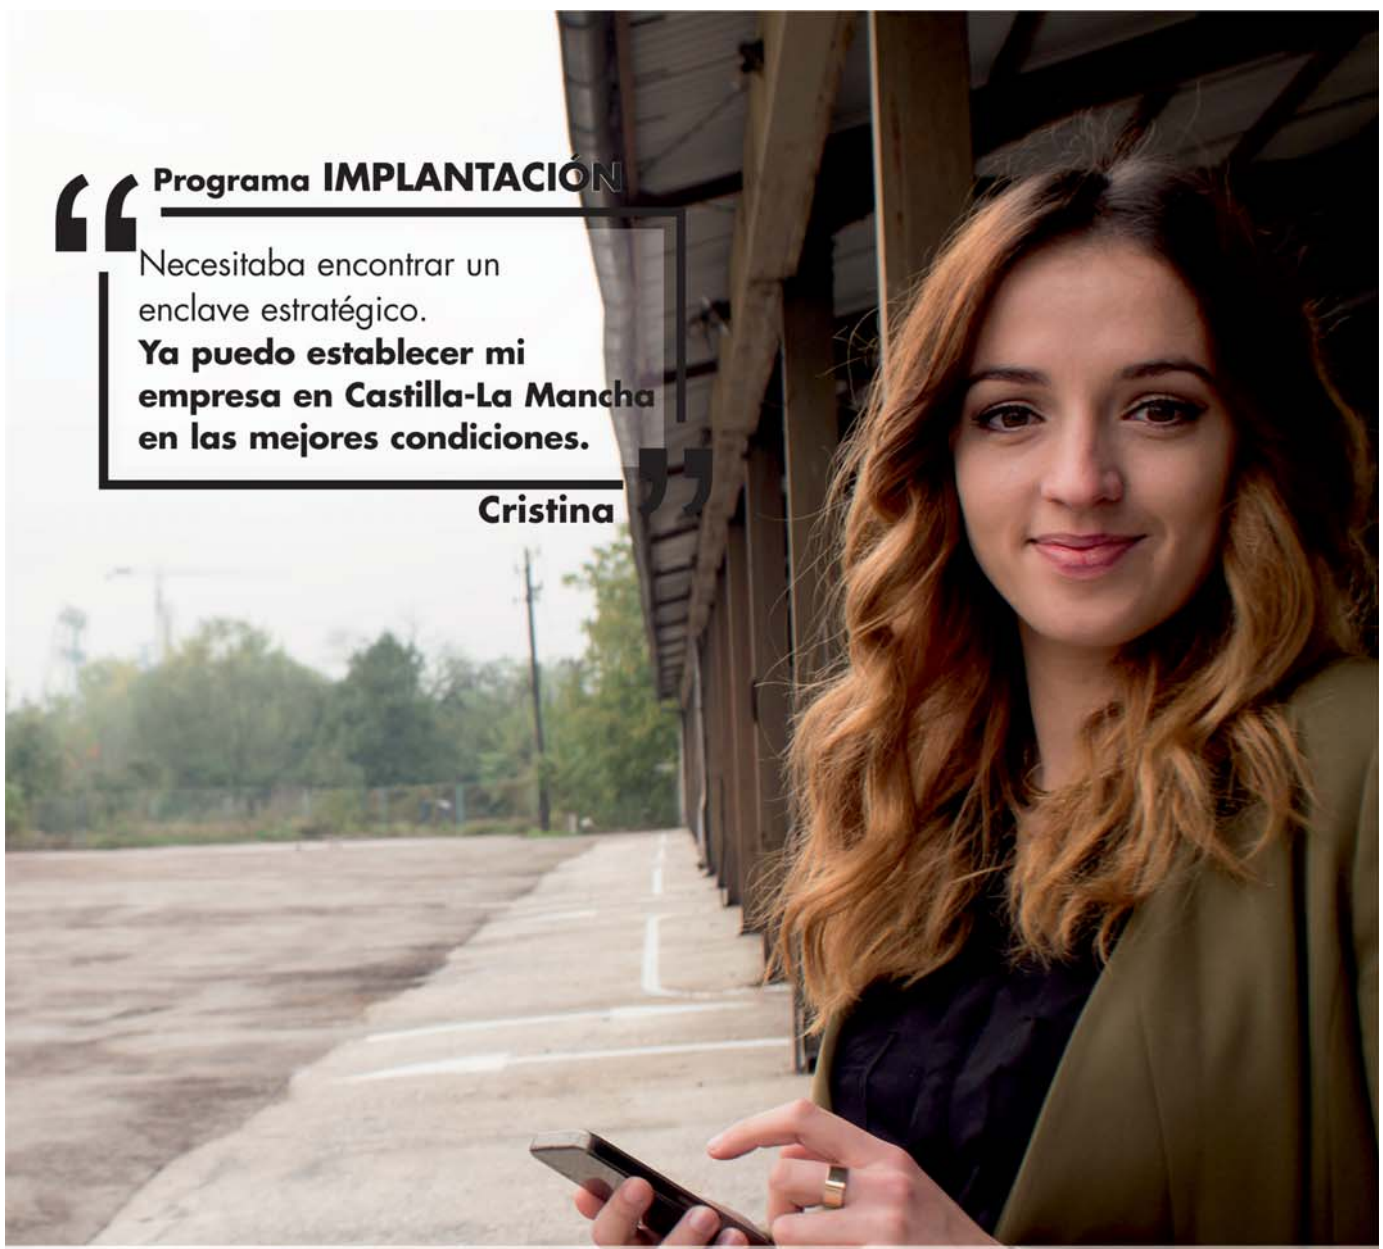 Programa IMPLANTACIÓN
Necesitaba encontrar un
enclave estratégico.
Ya puedo establecer mi
empresa en Castilla-La Mancha
en las mejores condiciones.
Cristina